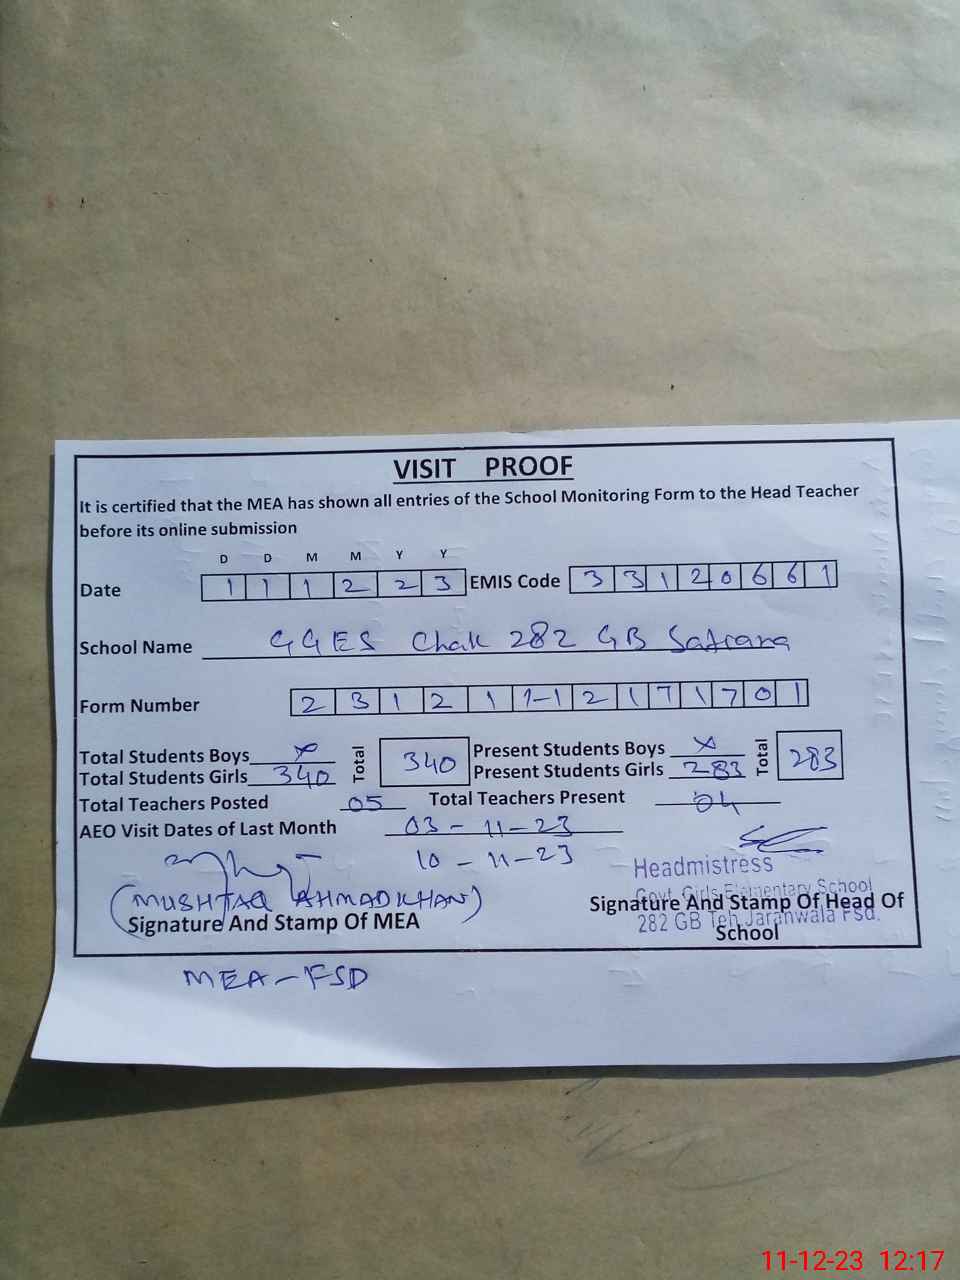 VISIT PROOF
It is certified that the MEA has shown all entries of the School Monitoring Form to the Head Teacher
before its online submission
D D M M Y Y
Date 1 1 1 2 2 3 EMIS Code 3 3 1 2 0 6 6 1
School Name GGES Chak 282 GB Satiana
Form Number 2 3 1 2 1 1-1 2 1 7 1 7 0 1
Total Students Boys x Total 340 Present Students Boys x Total 283
Total Students Girls 340 Present Students Girls 283
Total Teachers Posted 05 Total Teachers Present 04
AEO Visit Dates of Last Month 03-11-23
10-11-23
Headmistress
Govt. Girls Elementary School
(MUSHTAQ AHMAD KHAN) Signature And Stamp Of Head Of
Signature And Stamp Of MEA 282 GB Teh Jaranwala Fsd.
School
MEA-FSD
11-12-23 12:17